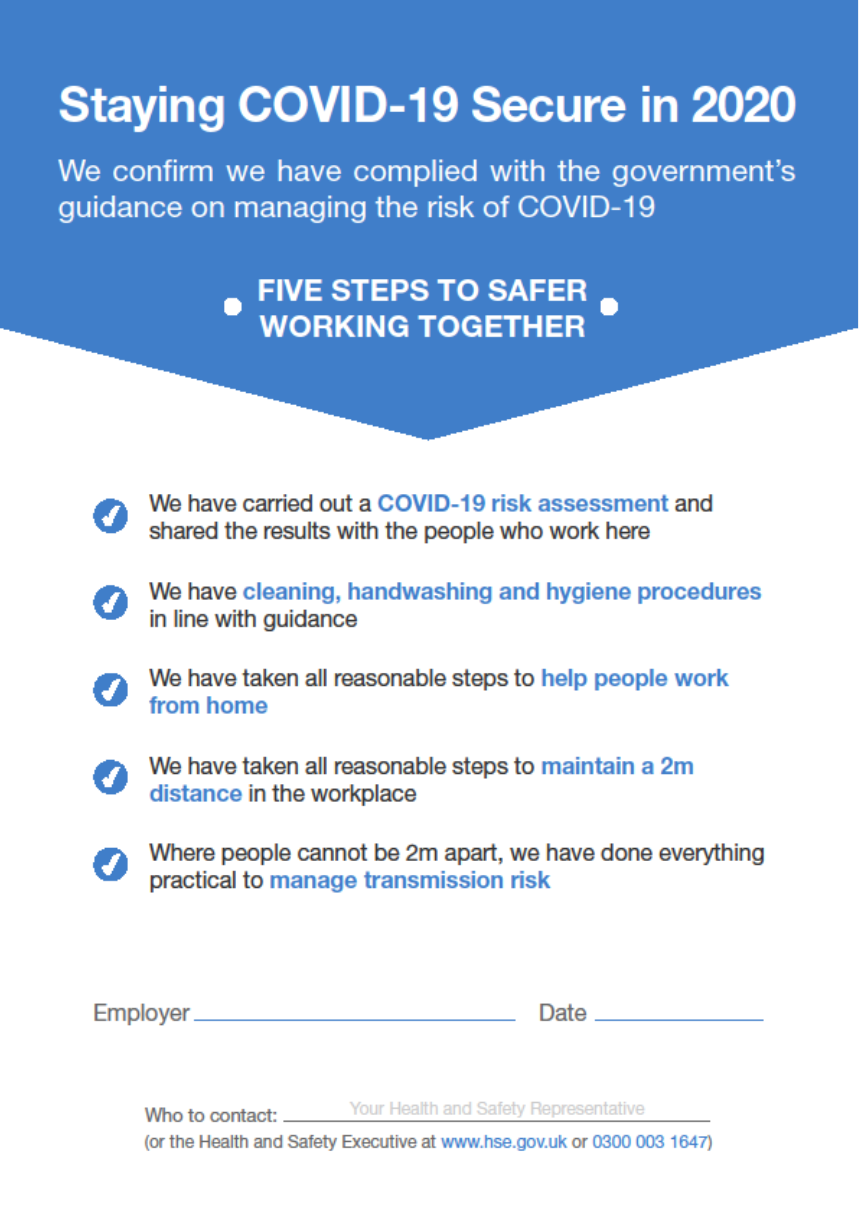 Staying COVID-19 Secure in 2020
We confirm we have complied with the government's
guidance on managing the risk of COVID-19
FIVE STEPS TO SAFER
WORKING TOGETHER
We have carried out a COVID-19 risk assessment and
shared the results with the people who work here
We have cleaning, handwashing and hygiene procedures
in line with guidance
We have taken all reasonable steps to help people work
from home
We have taken all reasonable steps to maintain a 2m
distance in the workplace
Where people cannot be 2m apart, we have done everything
practical to manage transmission risk
Employer Date
Who to contact: Your Health and Safety Representative
(or the Health and Safety Executive at www.hse.gov.uk or 0300 003 1647)